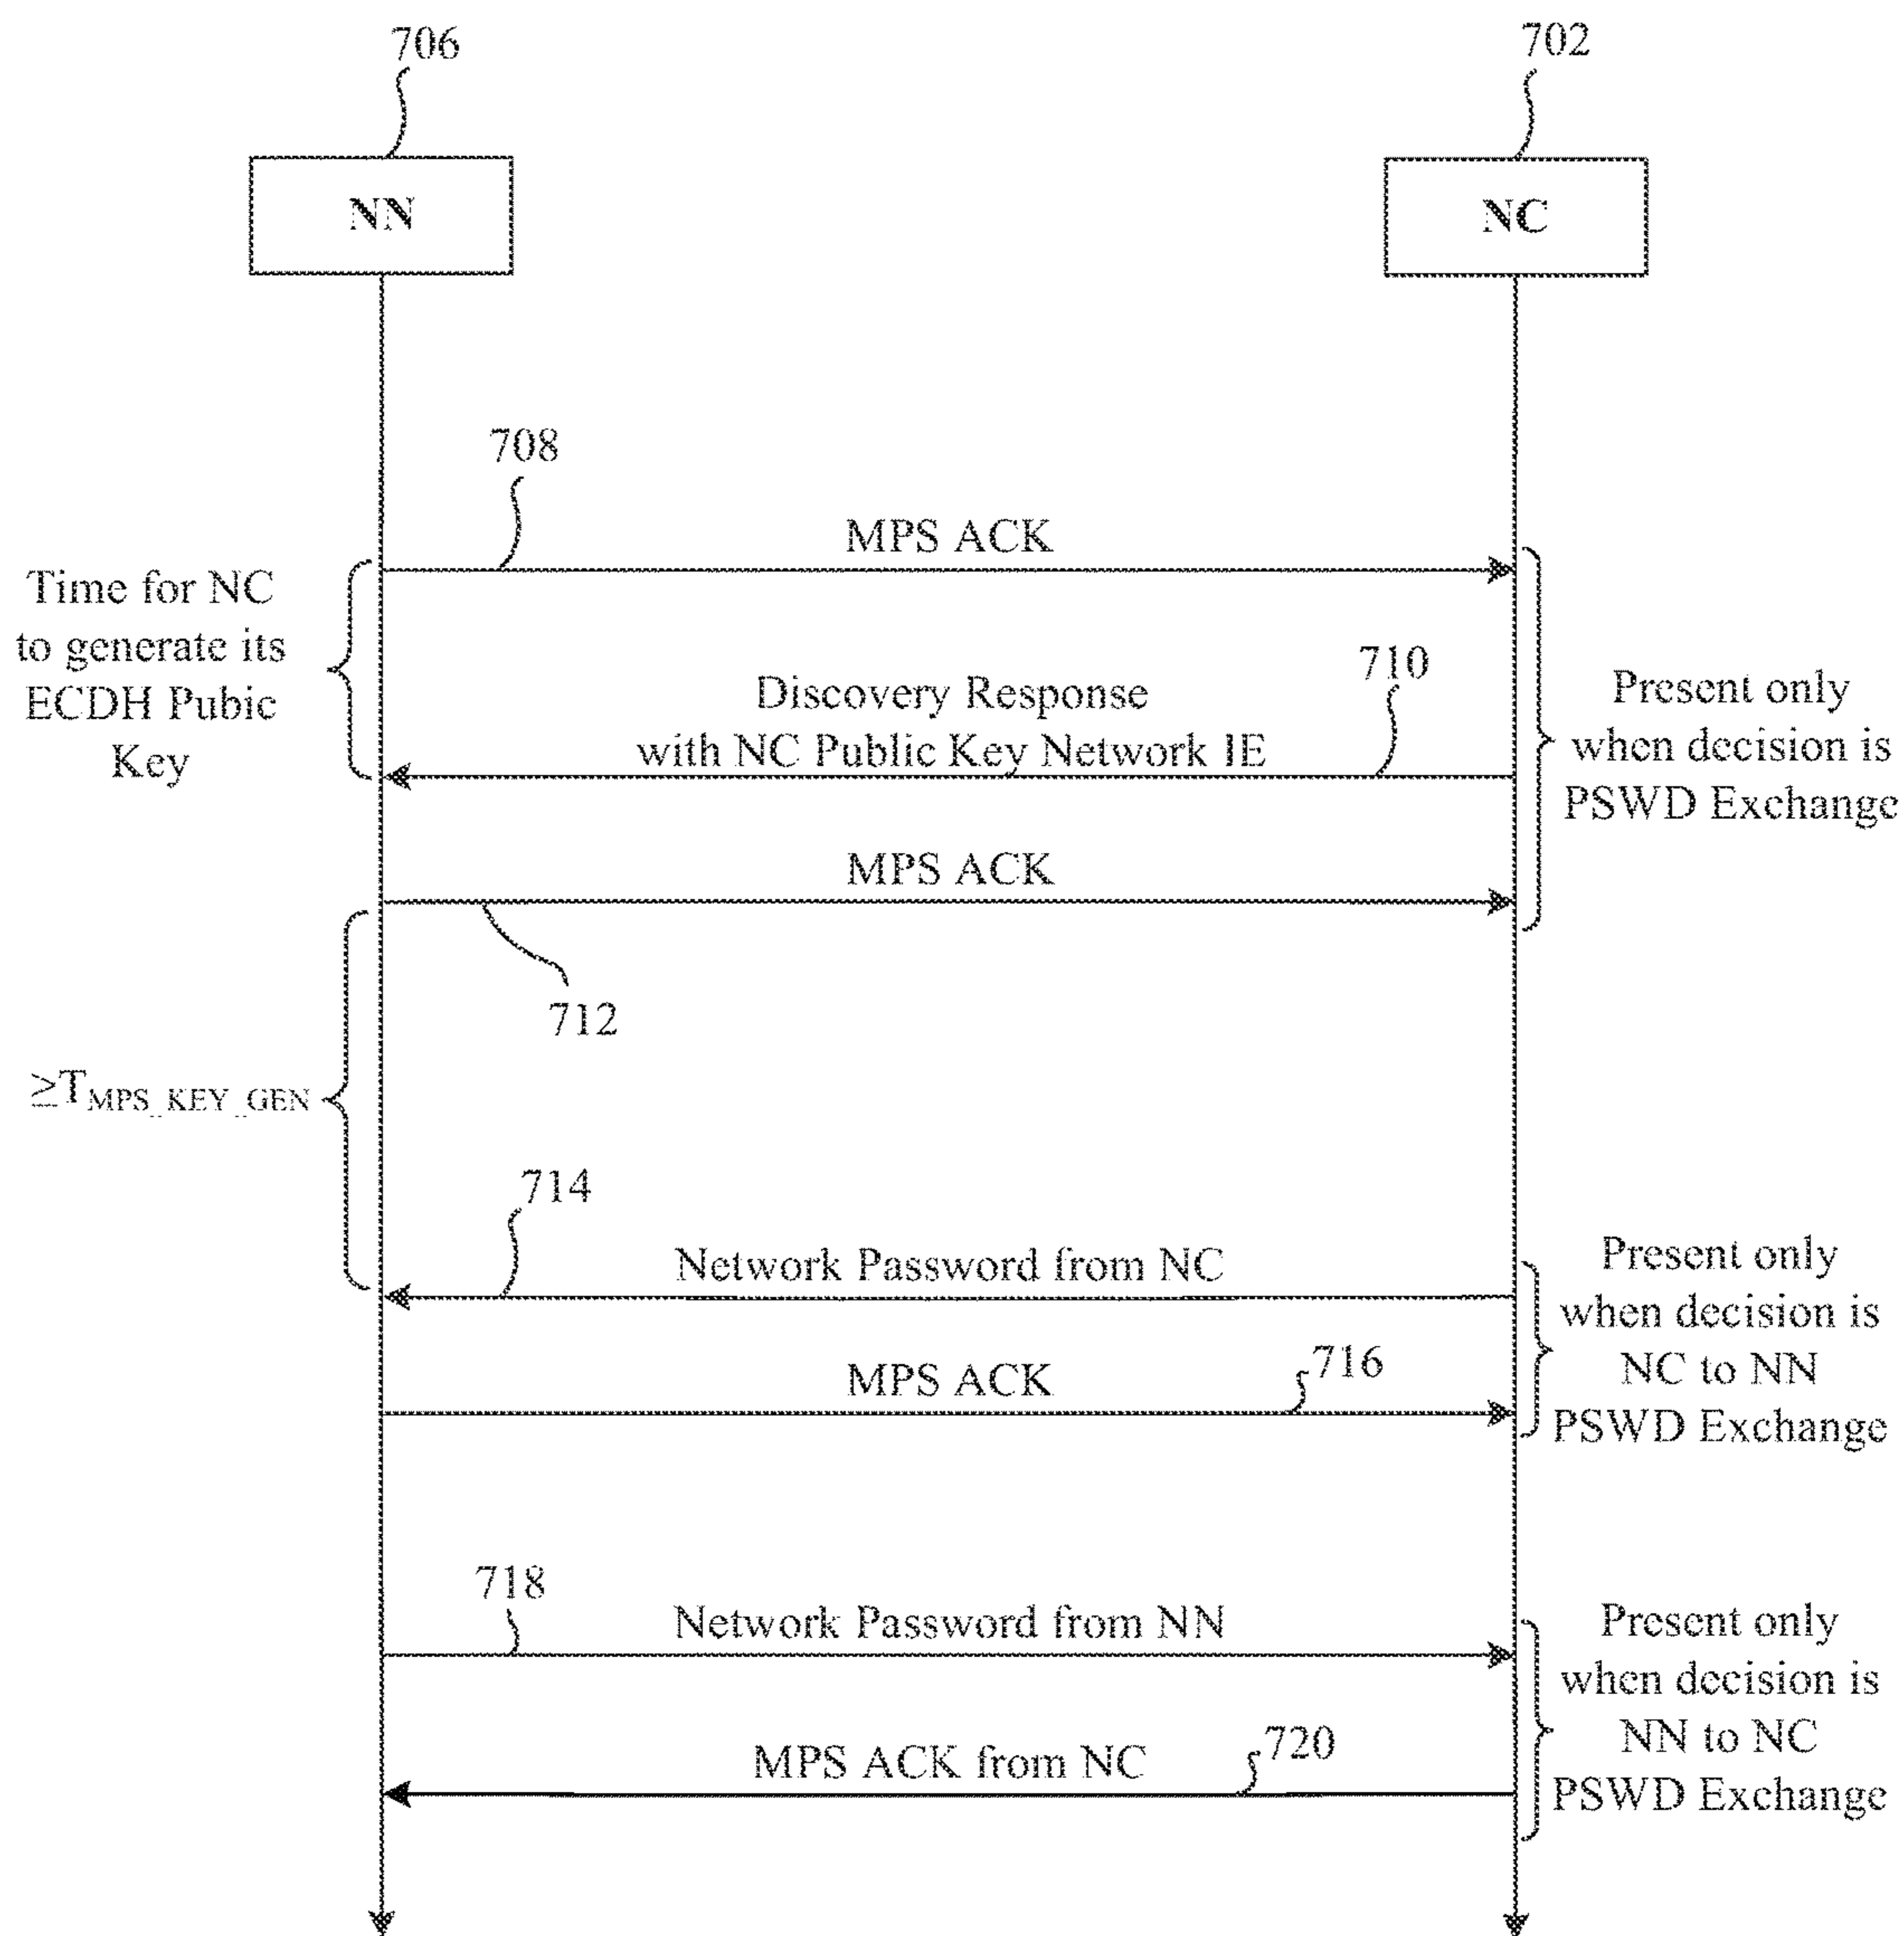 706
702
NN
NC
708
MPS ACK
Time for NC
to generate its
ECDH Pubic
Key
710
Discovery Response
with NC Public Key Network IE
Present only
when decision is
PSWD Exchange
MPS ACK
712
≥T_MPS_KEY_GEN
714
Network Password from NC
Present only
when decision is
NC to NN
PSWD Exchange
716
MPS ACK
718
Network Password from NN
Present only
when decision is
NN to NC
PSWD Exchange
720
MPS ACK from NC